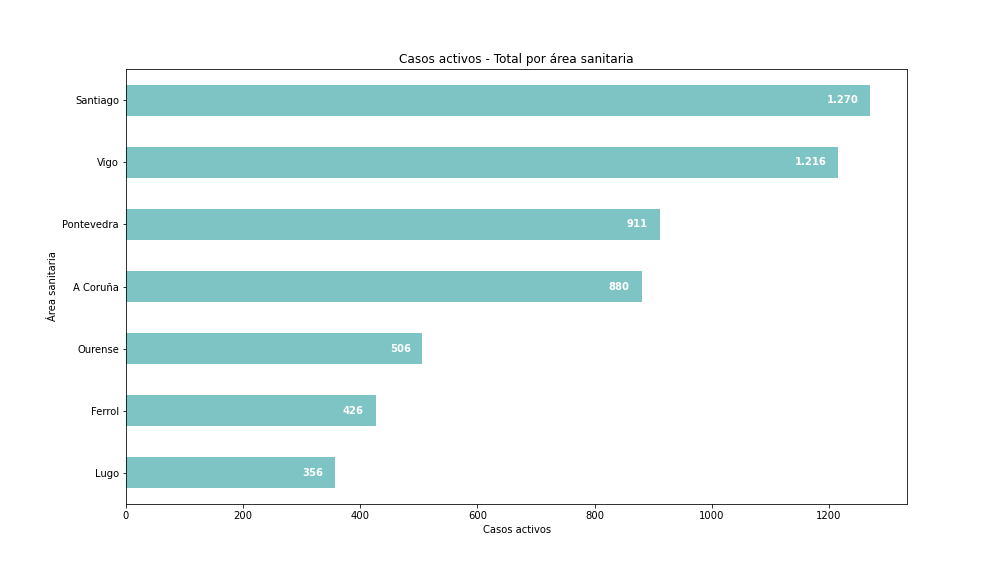 Casos activos - Total por área sanitaria
Santiago 1.270
Vigo 1.216
Pontevedra 911
A Coruña 880
Ourense 506
Ferrol 426
Lugo 356
Área sanitaria
0 200 400 600 800 1000 1200
Casos activos